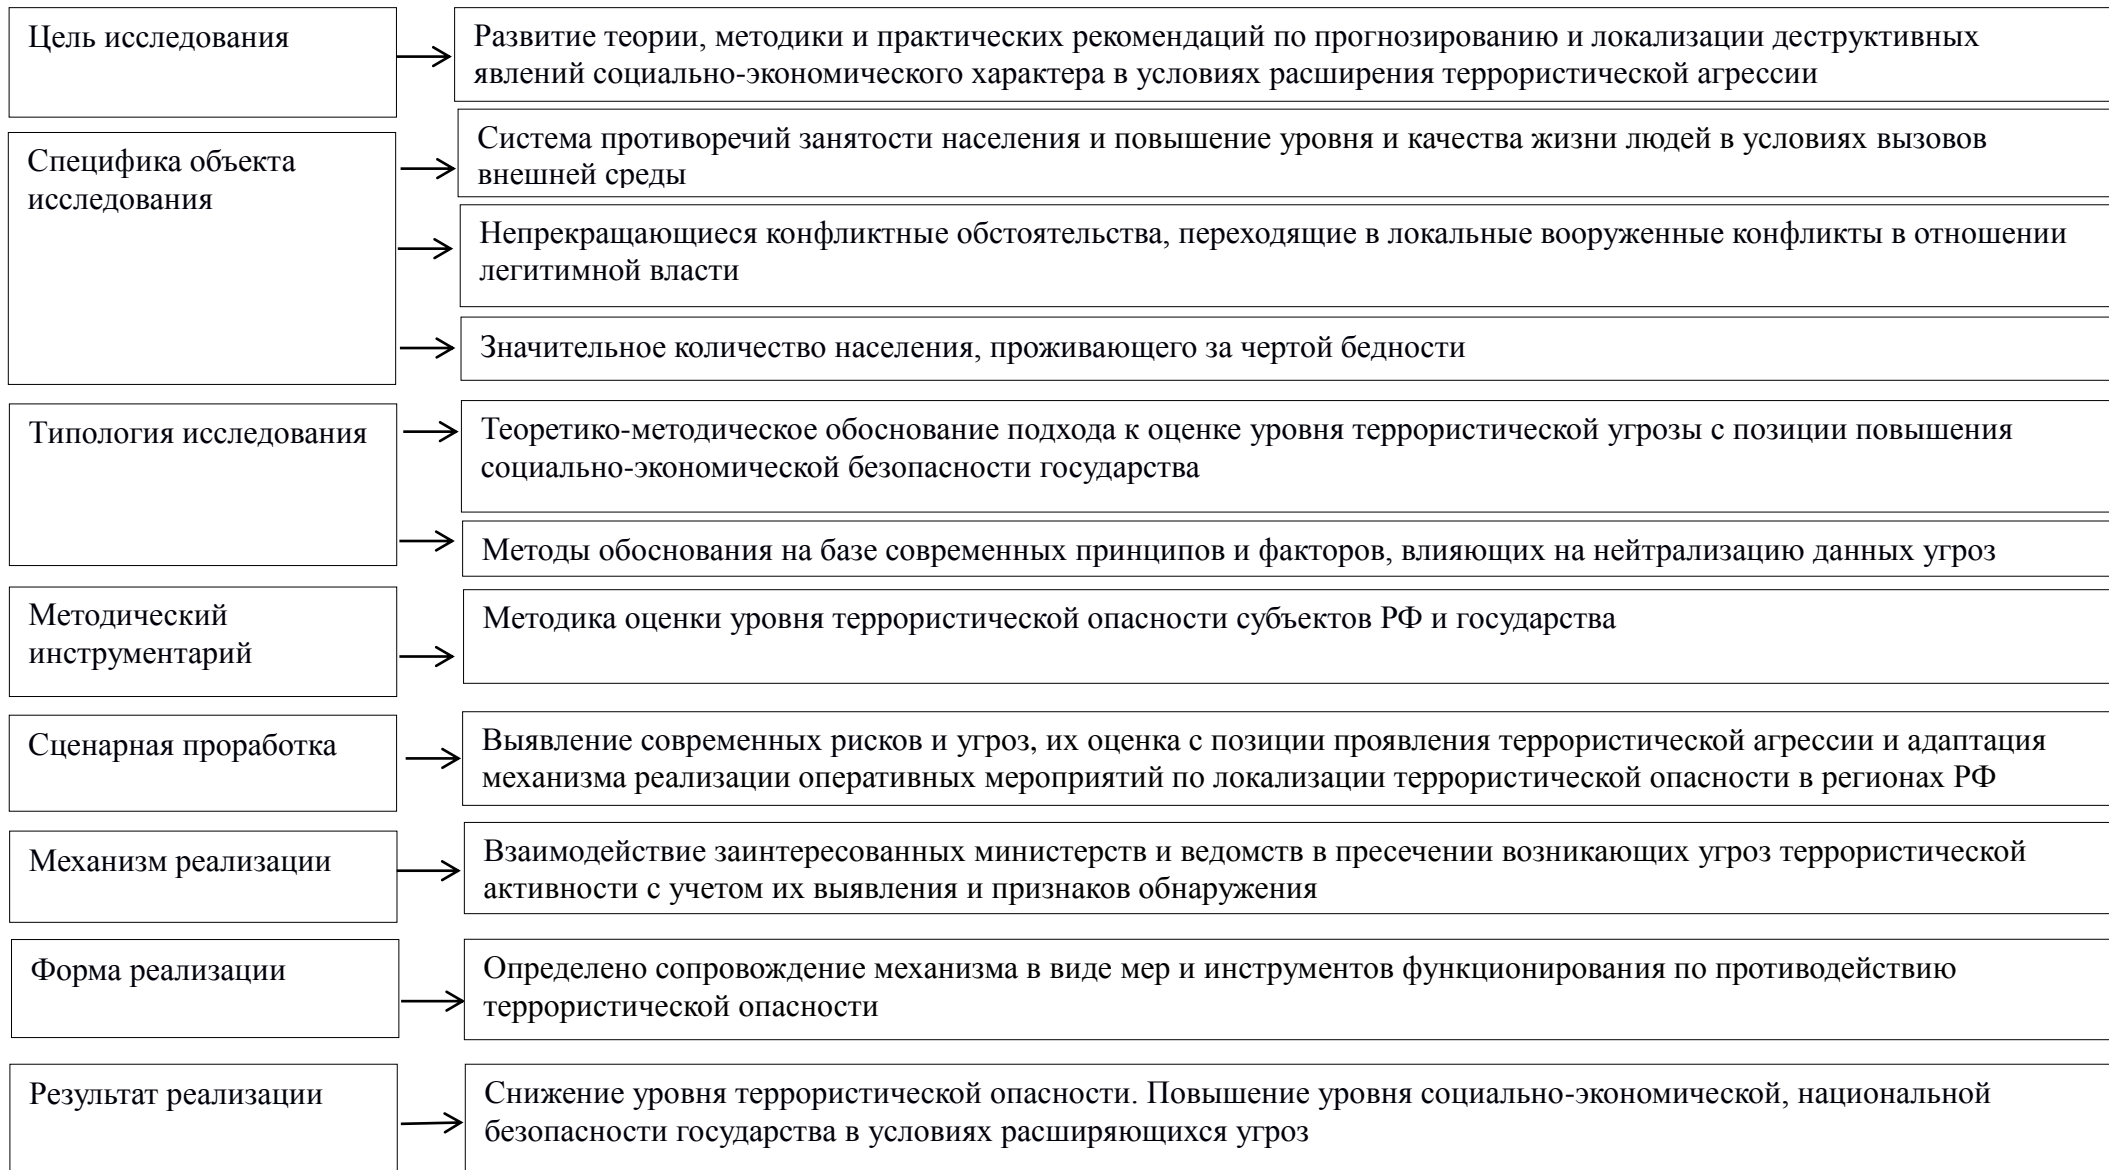 Цель исследования
Развитие теории, методики и практических рекомендаций по прогнозированию и локализации деструктивных
явлений социально-экономического характера в условиях расширения террористической агрессии
Специфика объекта
исследования
Система противоречий занятости населения и повышение уровня и качества жизни людей в условиях вызовов
внешней среды
Непрекращающиеся конфликтные обстоятельства, переходящие в локальные вооруженные конфликты в отношении
легитимной власти
Значительное количество населения, проживающего за чертой бедности
Типология исследования
Теоретико-методическое обоснование подхода к оценке уровня террористической угрозы с позиции повышения
социально-экономической безопасности государства
Методы обоснования на базе современных принципов и факторов, влияющих на нейтрализацию данных угроз
Методический
инструментарий
Методика оценки уровня террористической опасности субъектов РФ и государства
Сценарная проработка
Выявление современных рисков и угроз, их оценка с позиции проявления террористической агрессии и адаптация
механизма реализации оперативных мероприятий по локализации террористической опасности в регионах РФ
Механизм реализации
Взаимодействие заинтересованных министерств и ведомств в пресечении возникающих угроз террористической
активности с учетом их выявления и признаков обнаружения
Форма реализации
Определено сопровождение механизма в виде мер и инструментов функционирования по противодействию
террористической опасности
Результат реализации
Снижение уровня террористической опасности. Повышение уровня социально-экономической, национальной
безопасности государства в условиях расширяющихся угроз